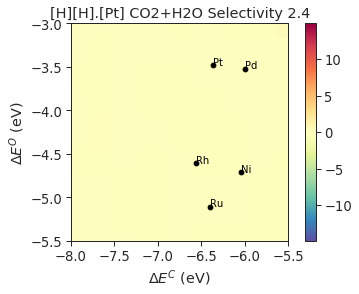 [H][H].[Pt] CO2+H2O Selectivity 2.4
−3.0
−3.5
−4.0
−4.5
−5.0
−5.5
ΔE^O (eV)
Pt
Pd
Rh
Ni
Ru
−8.0 −7.5 −7.0 −6.5 −6.0 −5.5
ΔE^C (eV)
10
5
0
−5
−10